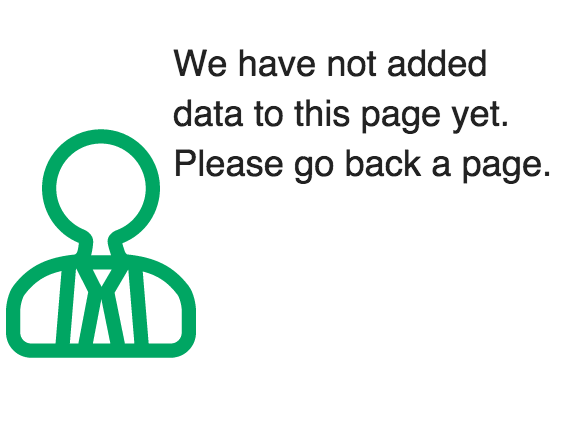 We have not added
data to this page yet.
Please go back a page.